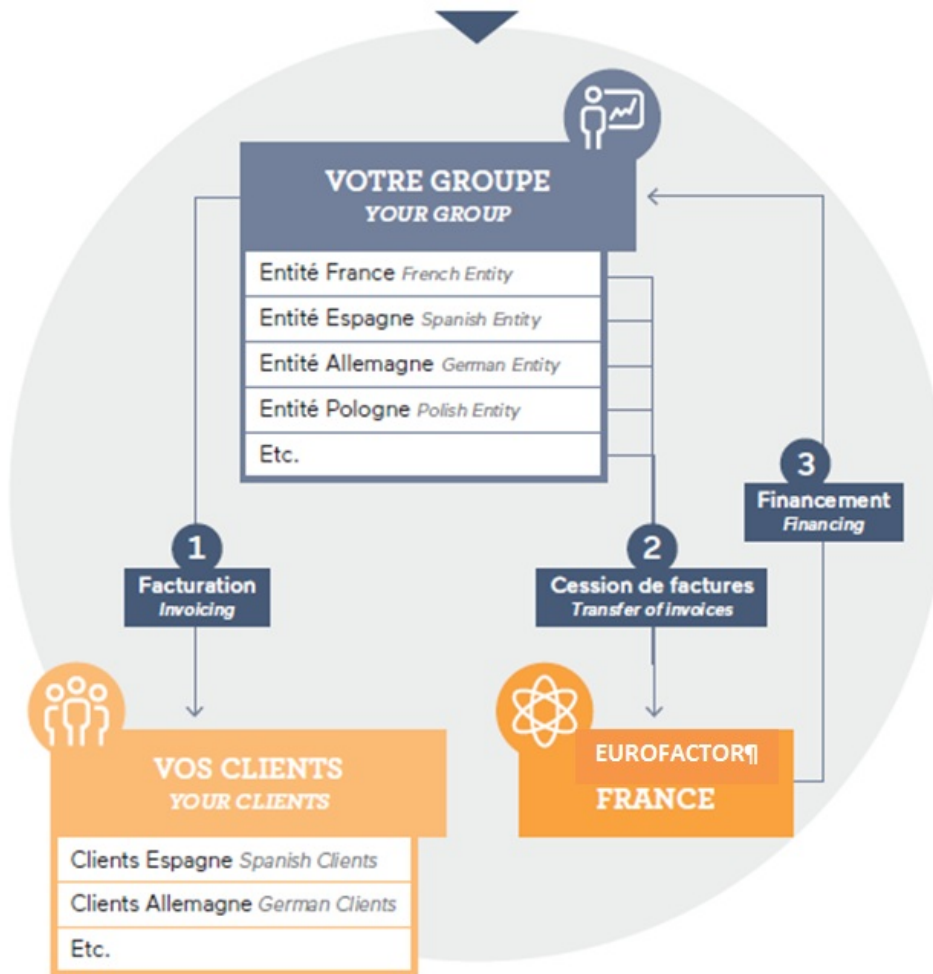 VOTRE GROUPE
YOUR GROUP
Entité France French Entity
Entité Espagne Spanish Entity
Entité Allemagne German Entity
Entité Pologne Polish Entity
Etc.
3
Financement
Financing
1
Facturation
Invoicing
2
Cession de factures
Transfer of invoices
VOS CLIENTS
YOUR CLIENTS
Clients Espagne Spanish Clients
Clients Allemagne German Clients
Etc.
EUROFACTOR¶
FRANCE